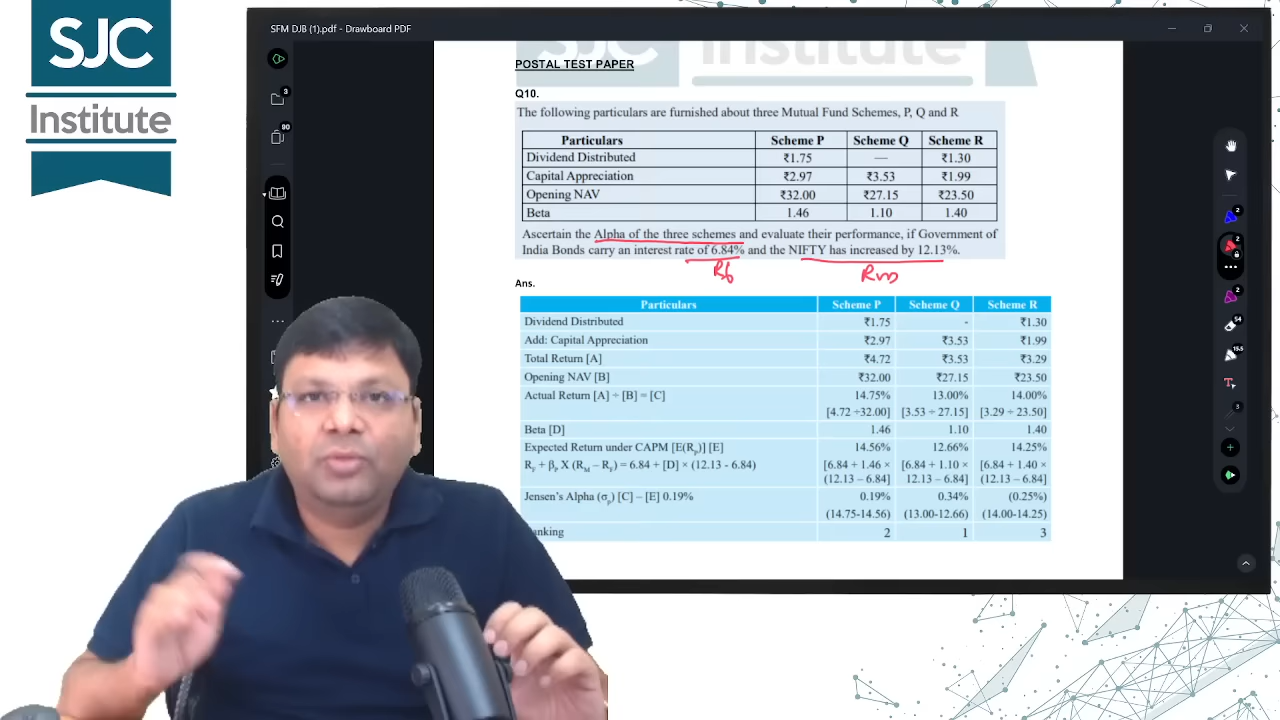 SJC
Institute
SFM DJB (1).pdf - Drawboard PDF
POSTAL TEST PAPER
Q10.
The following particulars are furnished about three Mutual Fund Schemes, P, Q and R
Particulars Scheme P Scheme Q Scheme R
Dividend Distributed ₹1.75 — ₹1.30
Capital Appreciation ₹2.97 ₹3.53 ₹1.99
Opening NAV ₹32.00 ₹27.15 ₹23.50
Beta 1.46 1.10 1.40
Ascertain the Alpha of the three schemes and evaluate their performance, if Government of
India Bonds carry an interest rate of 6.84% and the NIFTY has increased by 12.13%.
Rf Rm
Ans.
Particulars Scheme P Scheme Q Scheme R
Dividend Distributed ₹1.75 - ₹1.30
Add: Capital Appreciation ₹2.97 ₹3.53 ₹1.99
Total Return [A] ₹4.72 ₹3.53 ₹3.29
Opening NAV [B] ₹32.00 ₹27.15 ₹23.50
Actual Return [A] ÷ [B] = [C] 14.75% 13.00% 14.00%
[4.72 ÷32.00] [3.53 ÷ 27.15] [3.29 ÷ 23.50]
Beta [D] 1.46 1.10 1.40
Expected Return under CAPM [E(Rp)] [E] 14.56% 12.66% 14.25%
RF + βP X (RM – RF) = 6.84 + [D] × (12.13 - 6.84) [6.84 + 1.46 × [6.84 + 1.10 × [6.84 + 1.40 ×
(12.13 – 6.84] 12.13 – 6.84] (12.13 – 6.84]
Jensen's Alpha (σp) [C] – [E] 0.19% 0.19% 0.34% (0.25%)
(14.75-14.56) (13.00-12.66) (14.00-14.25)
anking 2 1 3